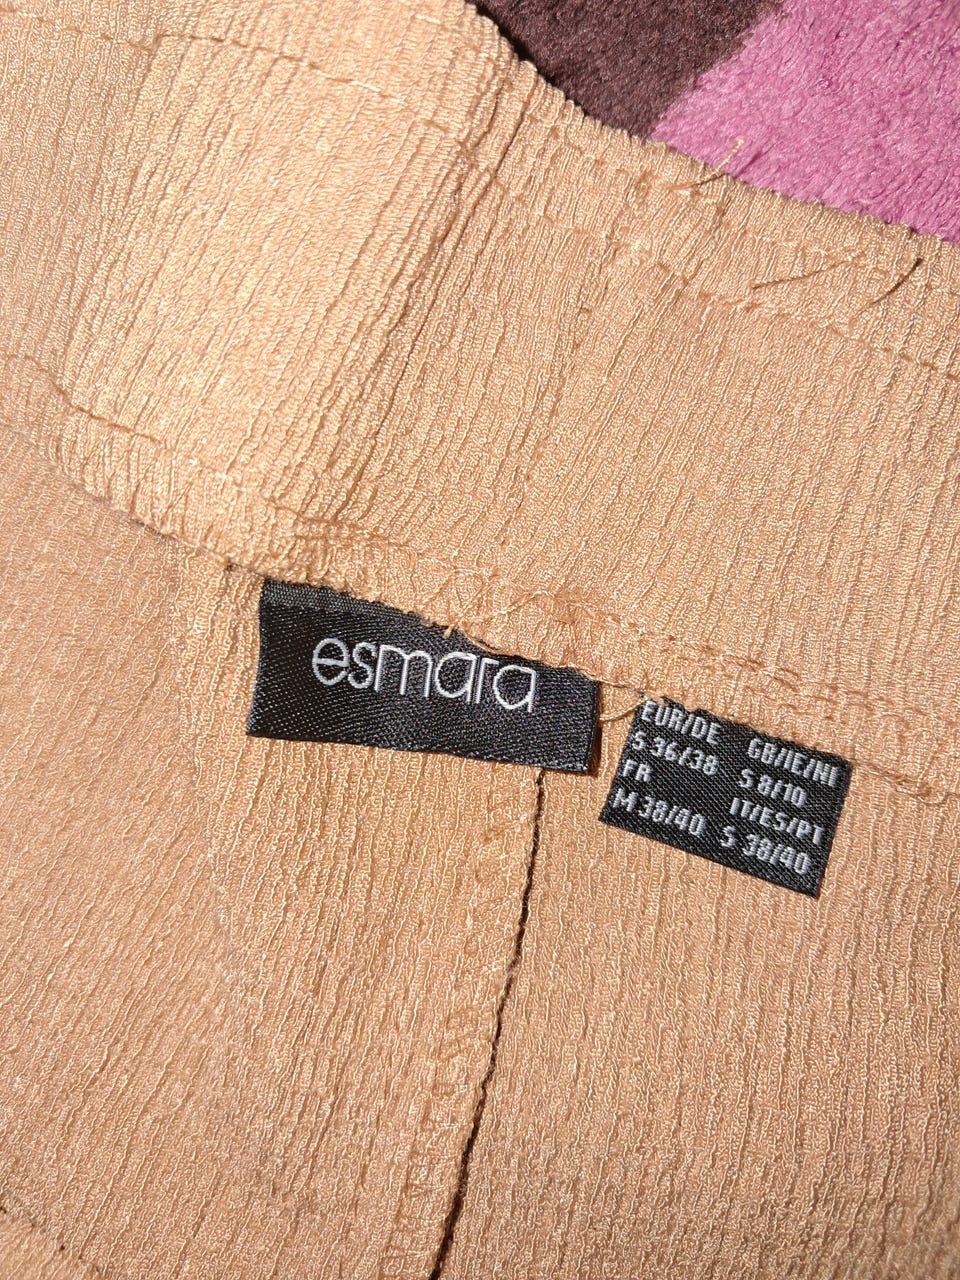 esmara
EUR/DE
S 36/38
FR
M 38/40
GB/IE/NI
S 8/10
IT/ES/PT
S 38/40